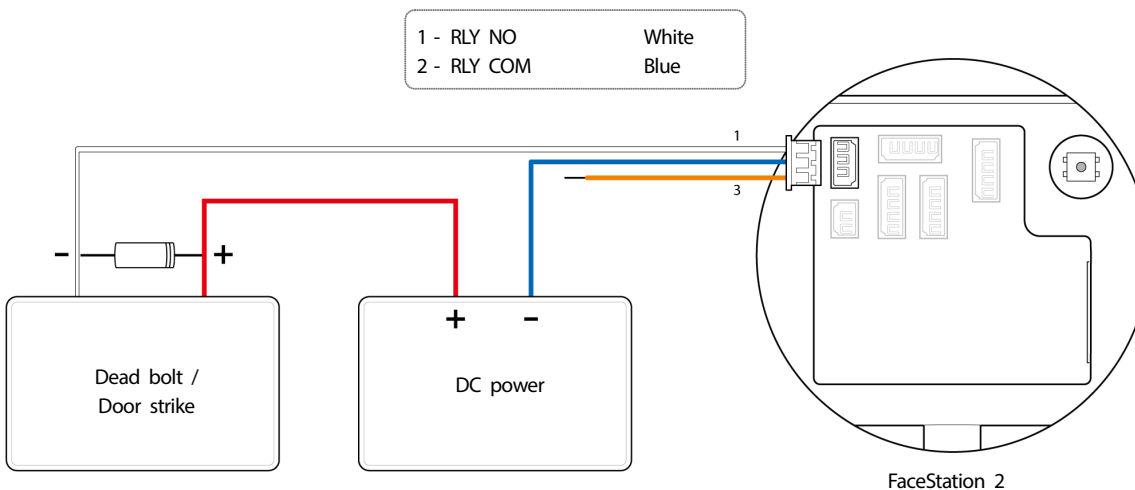 1 - RLY NO White
2 - RLY COM Blue
1
3
- +
+ -
Dead bolt /
Door strike
DC power
FaceStation 2